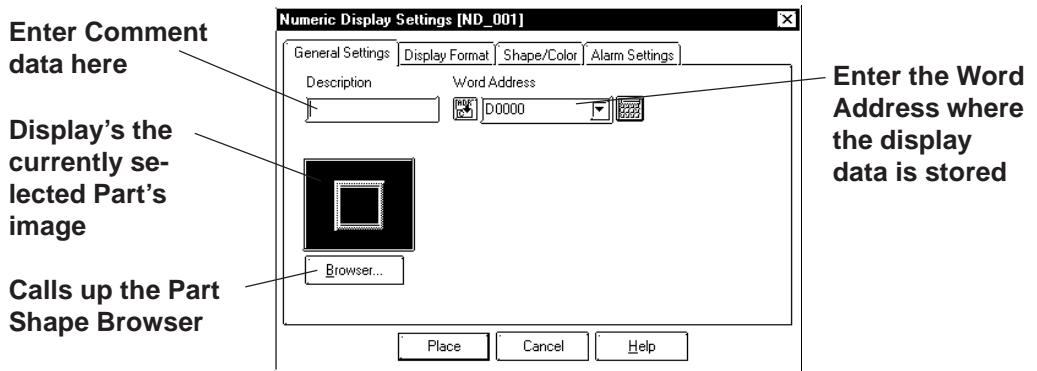 Enter Comment
data here
Display's the
currently se-
lected Part's
image
Calls up the Part
Shape Browser
Numeric Display Settings [ND_001]
General Settings Display Format Shape/Color Alarm Settings
Description Word Address
D0000
Browser...
Place Cancel Help
Enter the Word
Address where
the display
data is stored